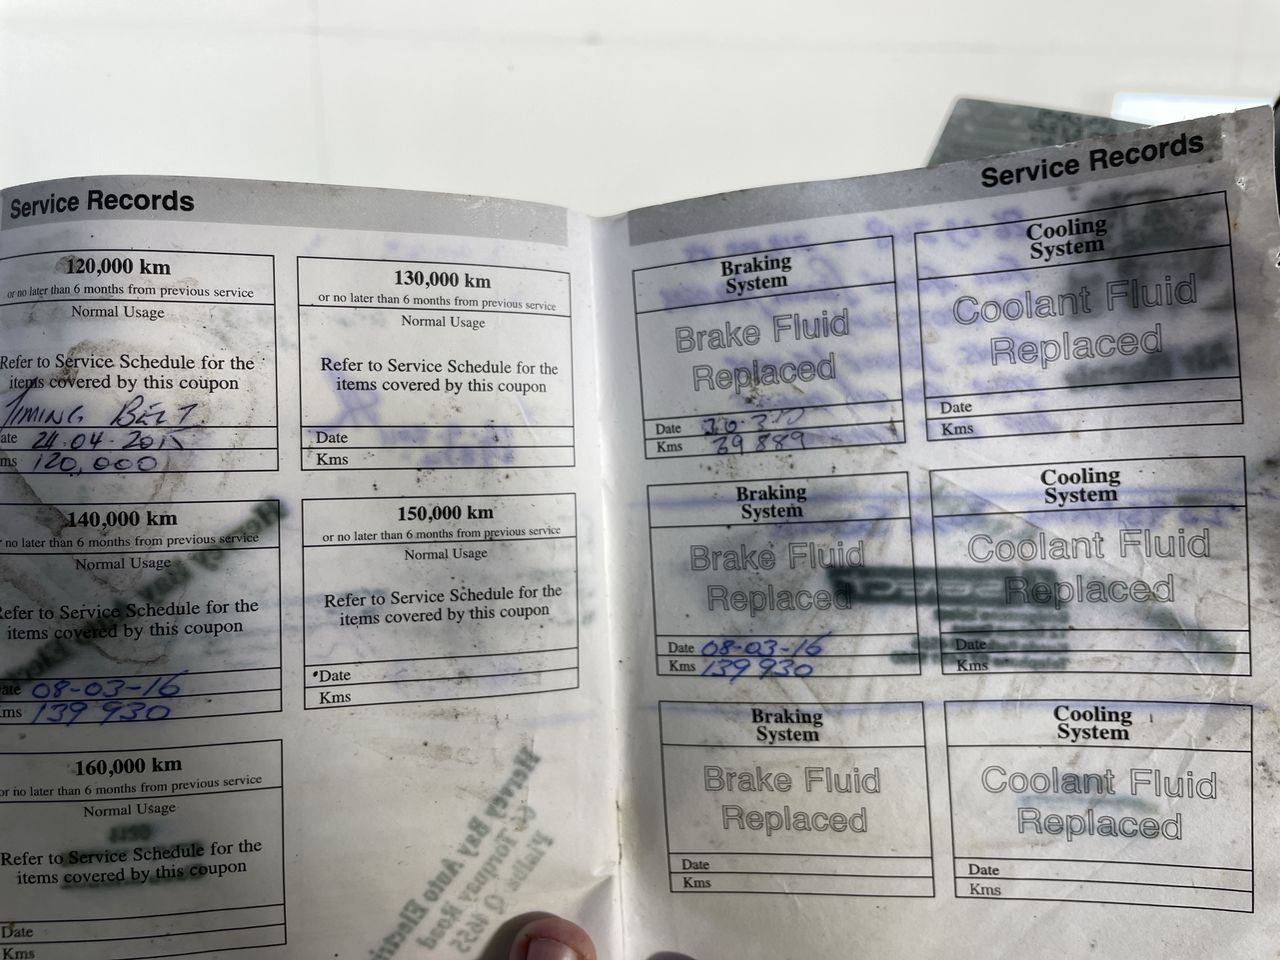 Service Records
120,000 km
or no later than 6 months from previous service
Normal Usage
Refer to Service Schedule for the
items covered by this coupon
TIMING BELT
ate 24.04.201
ms 120,000
130,000 km
or no later than 6 months from previous service
Normal Usage
Refer to Service Schedule for the
items covered by this coupon
Date
Kms
140,000 km
no later than 6 months from previous service
Normal Usage
Refer to Service Schedule for the
items covered by this coupon
ate 08-03-16
ms 139 930
150,000 km
or no later than 6 months from previous service
Normal Usage
Refer to Service Schedule for the
items covered by this coupon
Date
Kms
160,000 km
or no later than 6 months from previous service
Normal Usage
Refer to Service Schedule for the
items covered by this coupon
Date
Kms
Hervey Bay Auto Electri
66 Torquay Road
Pialba Q 4655
Service Records
Braking
System
Brake Fluid
Replaced
Date
Kms 39 889
Cooling
System
Coolant Fluid
Replaced
Date
Kms
Braking
System
Brake Fluid
Replaced
Date 08-03-16
Kms 139 930
Cooling
System
Coolant Fluid
Replaced
Date
Kms
Braking
System
Brake Fluid
Replaced
Date
Kms
Cooling
System
Coolant Fluid
Replaced
Date
Kms